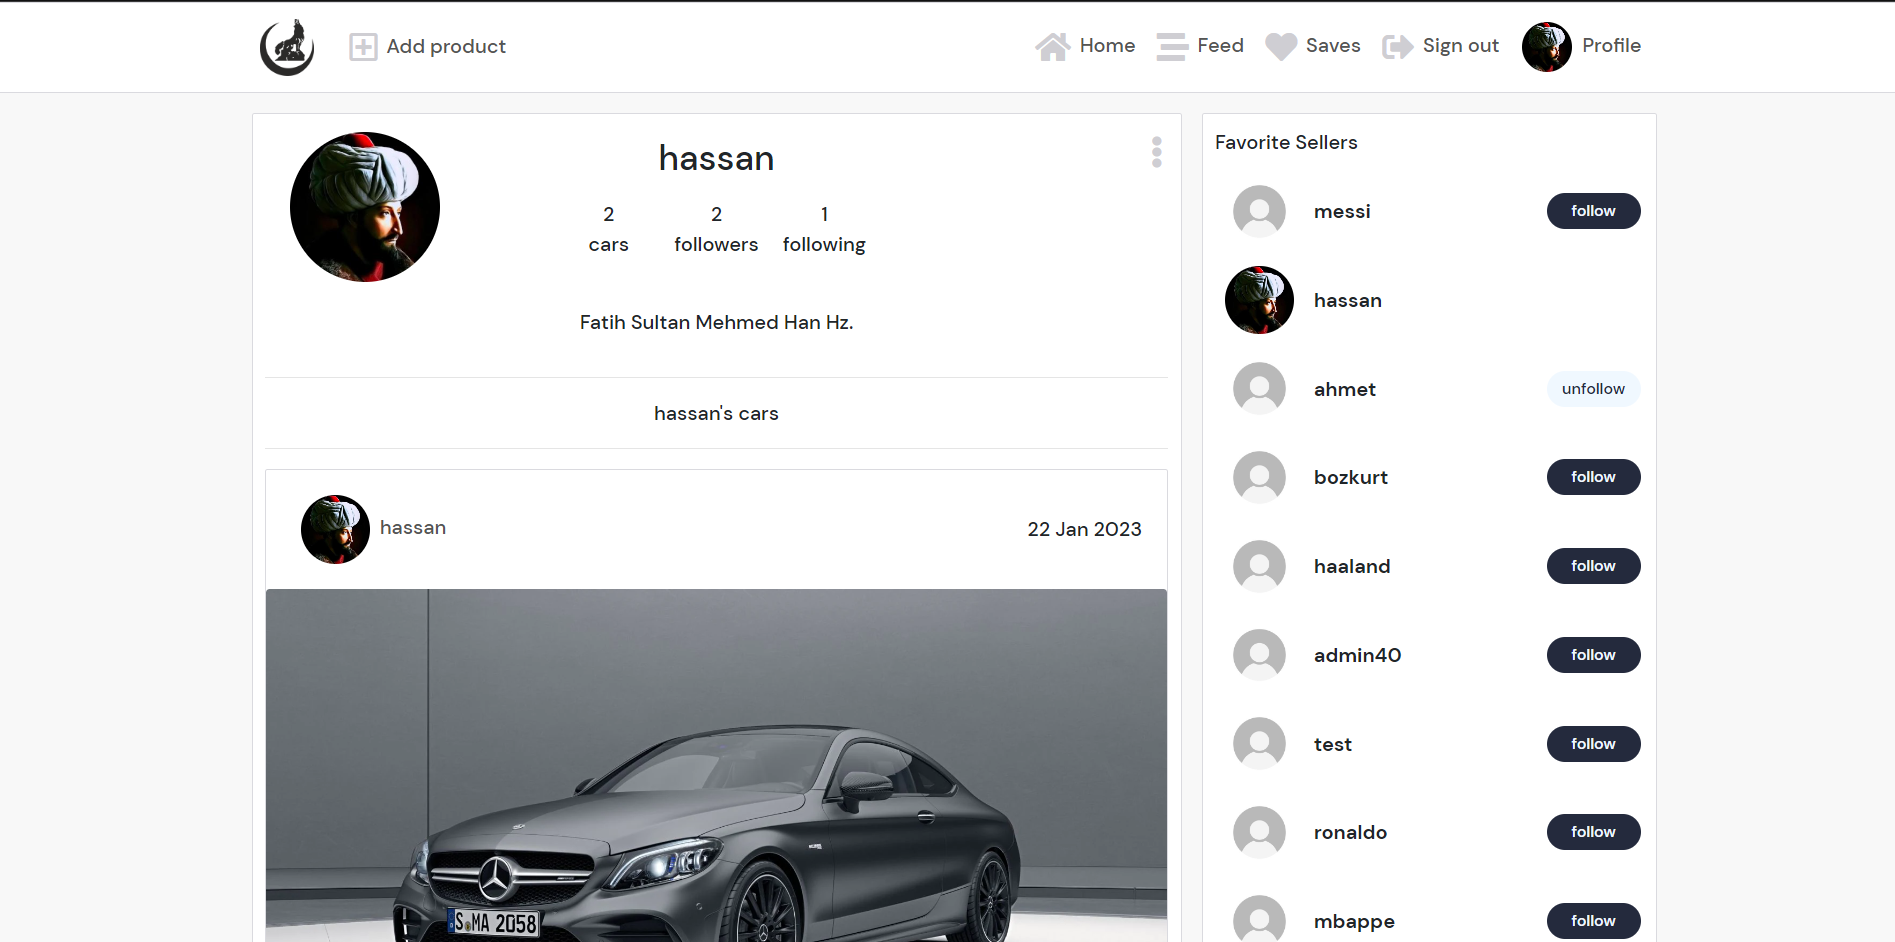 Add product
Home
Feed
Saves
Sign out
Profile
hassan
2
cars
2
followers
1
following
Fatih Sultan Mehmed Han Hz.
hassan's cars
hassan
22 Jan 2023
S MA 2058
Favorite Sellers
messi
follow
hassan
ahmet
unfollow
bozkurt
follow
haaland
follow
admin40
follow
test
follow
ronaldo
follow
mbappe
follow